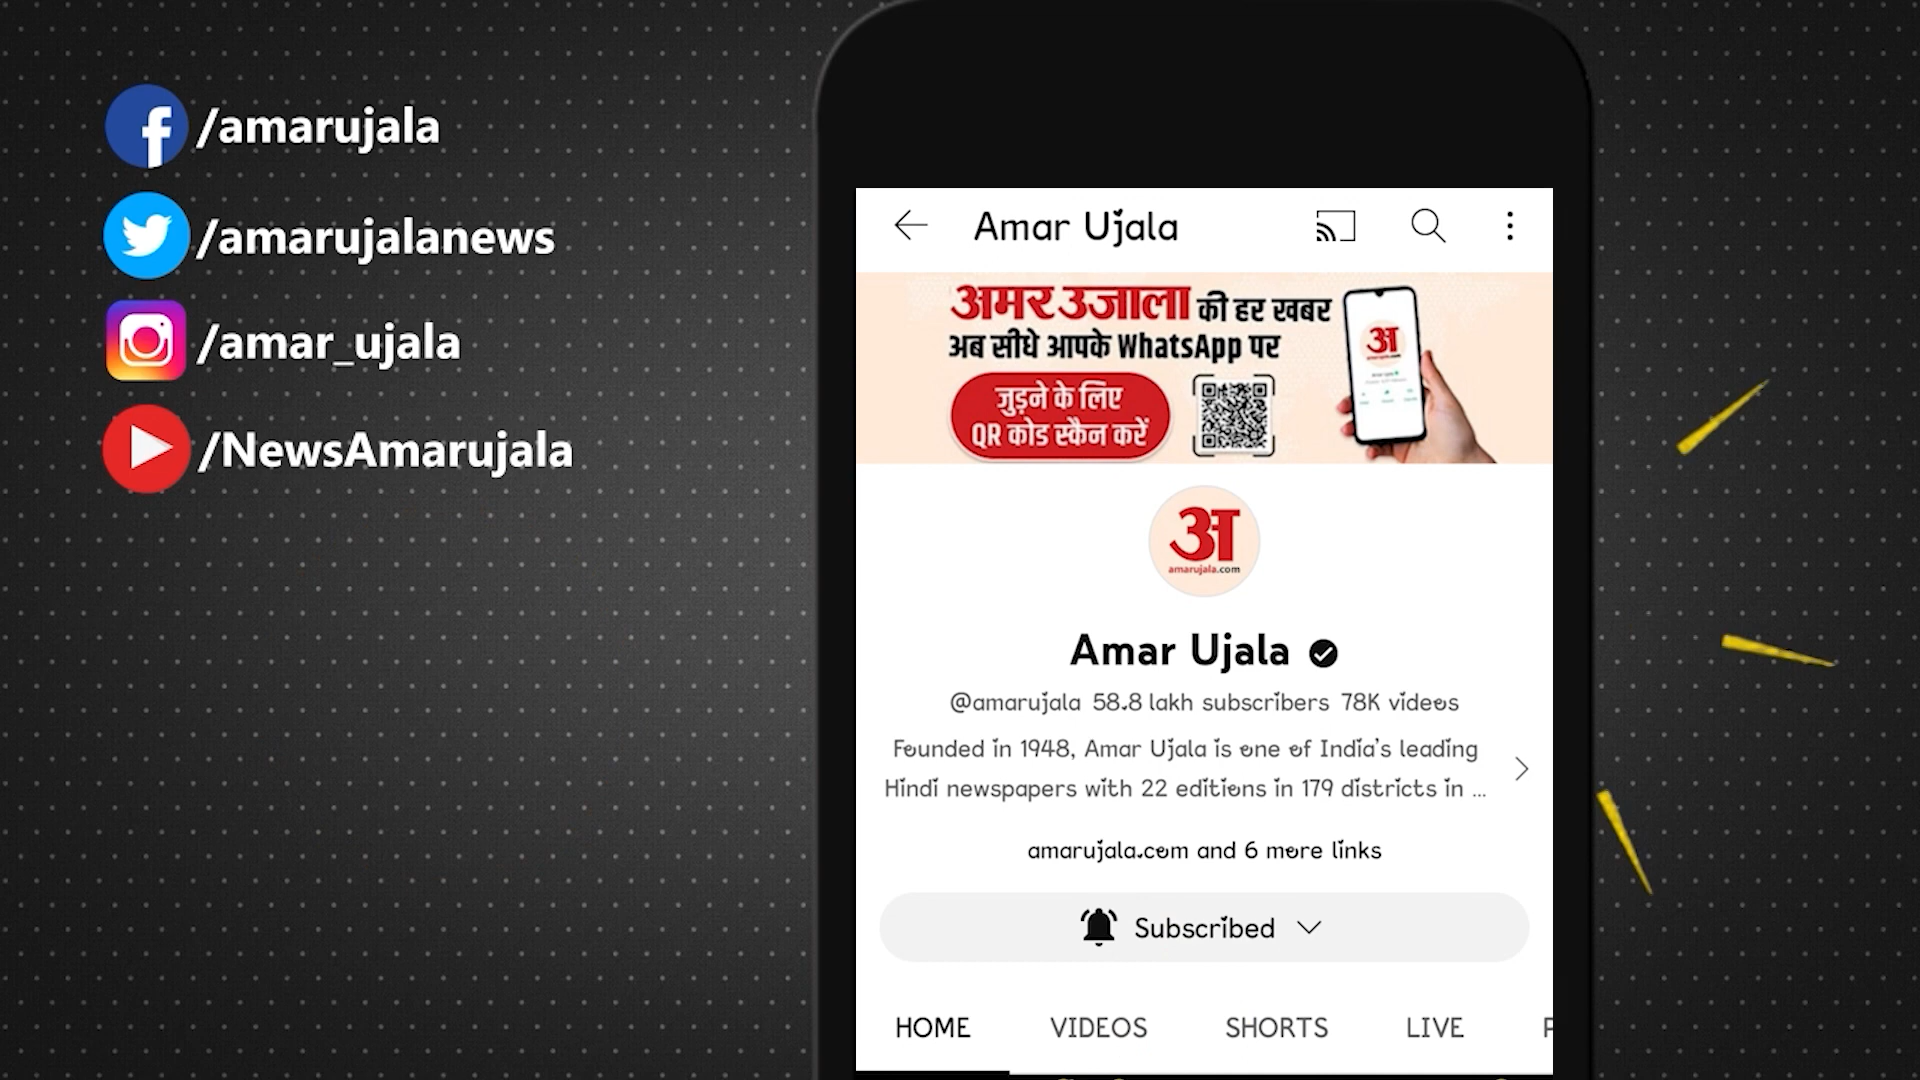 /amarujala
/amarujalanews
/amar_ujala
/NewsAmarujala
Amar Ujala
अमर उजाला की हर खबर
अब सीधे आपके WhatsApp पर
जुड़ने के लिए
QR कोड स्कैन करें
अ
अ
amarujala.com
Amar Ujala
@amarujala 58.8 lakh subscribers 78K videos
Founded in 1948, Amar Ujala is one of India's leading
Hindi newspapers with 22 editions in 179 districts in ...
amarujala.com and 6 more links
Subscribed
HOME VIDEOS SHORTS LIVE